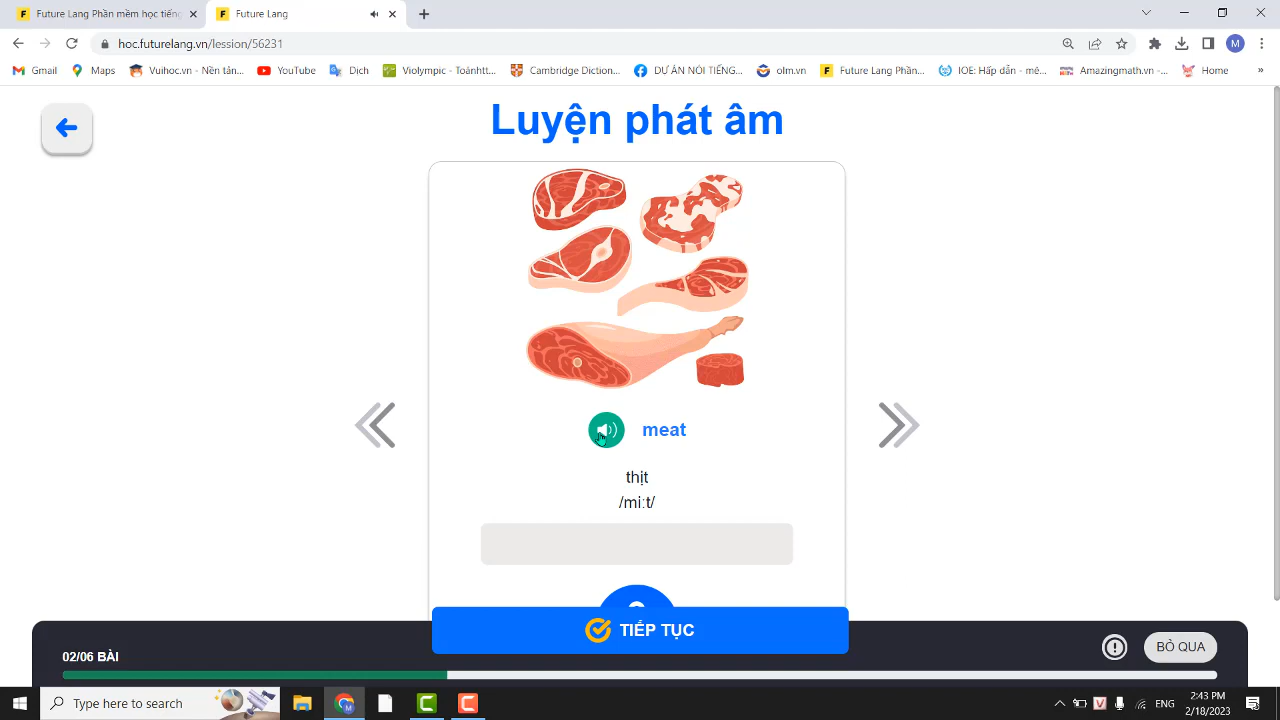 Future Lang Phần mềm học tiếng
Future Lang
hoc.futurelang.vn/lession/56231
M
Gmail
Maps
Vuihoc.vn - Nền tản...
YouTube
Dịch
Violympic - Toánhtt...
Cambridge Diction...
DỰ ÁN NÓI TIẾNG...
olm.vn
Future Lang Phần...
IOE: Hấp dẫn - mê...
Amazingmath.vn -...
Home
»
Luyện phát âm
meat
thịt
/miːt/
TIẾP TỤC
02/06 BÀI
BỎ QUA
Type here to search
ENG
2:43 PM
2/18/2023